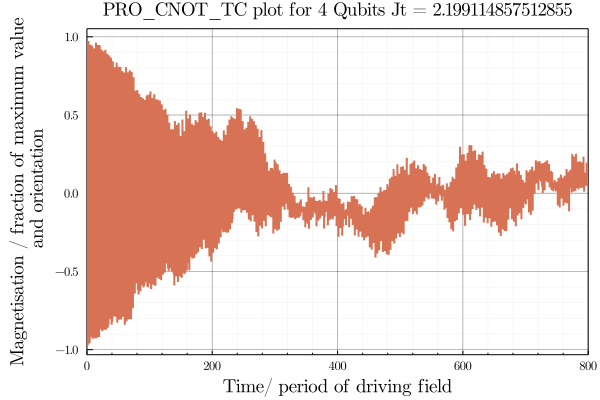 PRO_CNOT_TC plot for 4 Qubits Jt = 2.199114857512855
Magnetisation / fraction of maximum value
and orientation
1.0
0.5
0.0
−0.5
−1.0
0 200 400 600 800
Time/ period of driving field